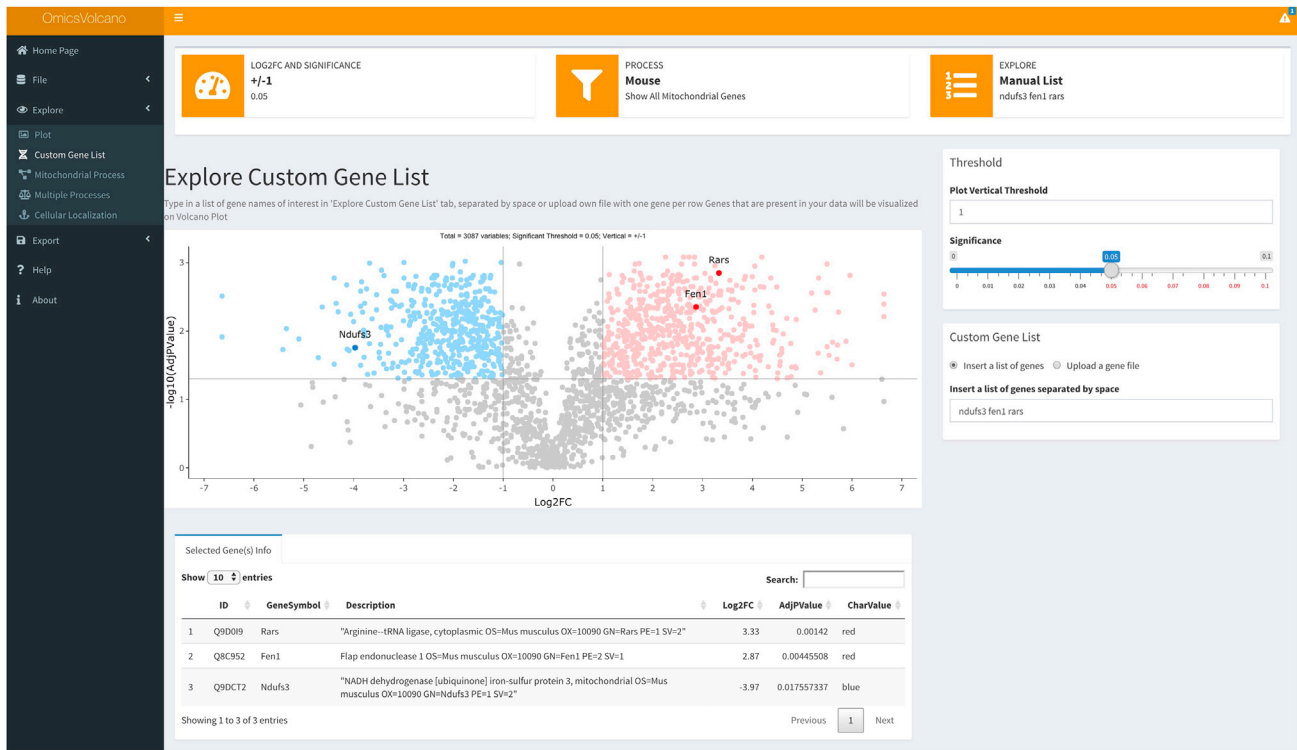 OmicsVolcano
1
Home Page
File
Explore
Plot
Custom Gene List
Mitochondrial Process
Multiple Processes
Cellular Localization
Export
Help
About
LOG2FC AND SIGNIFICANCE
+/-1
0.05
PROCESS
Mouse
Show All Mitochondrial Genes
EXPLORE
Manual List
ndufs3 fen1 rars
Explore Custom Gene List
Type in a list of gene names of interest in 'Explore Custom Gene List' tab, separated by space or upload own file with one gene per row Genes that are present in your data will be visualized
on Volcano Plot
Total = 3087 variables; Significant Threshold = 0.05; Vertical = +/-1
-log10(AdjPValue)
3
2
1
0
Rars
Fen1
Ndufs3
-7 -6 -5 -4 -3 -2 -1 0 1 2 3 4 5 6 7
Log2FC
Threshold
Plot Vertical Threshold
1
Significance
0 0.05 0.1
0 0.01 0.02 0.03 0.04 0.05 0.06 0.07 0.08 0.09 0.1
Custom Gene List
Insert a list of genes Upload a gene file
Insert a list of genes separated by space
ndufs3 fen1 rars
Selected Gene(s) Info
Show 10 entries Search:
ID GeneSymbol Description Log2FC AdjPValue CharValue
1 Q9D0I9 Rars "Arginine--tRNA ligase, cytoplasmic OS=Mus musculus OX=10090 GN=Rars PE=1 SV=2" 3.33 0.00142 red
2 Q8C952 Fen1 Flap endonuclease 1 OS=Mus musculus OX=10090 GN=Fen1 PE=2 SV=1 2.87 0.00445508 red
3 Q9DCT2 Ndufs3 "NADH dehydrogenase [ubiquinone] iron-sulfur protein 3, mitochondrial OS=Mus -3.97 0.017557337 blue
musculus OX=10090 GN=Ndufs3 PE=1 SV=2"
Showing 1 to 3 of 3 entries Previous 1 Next